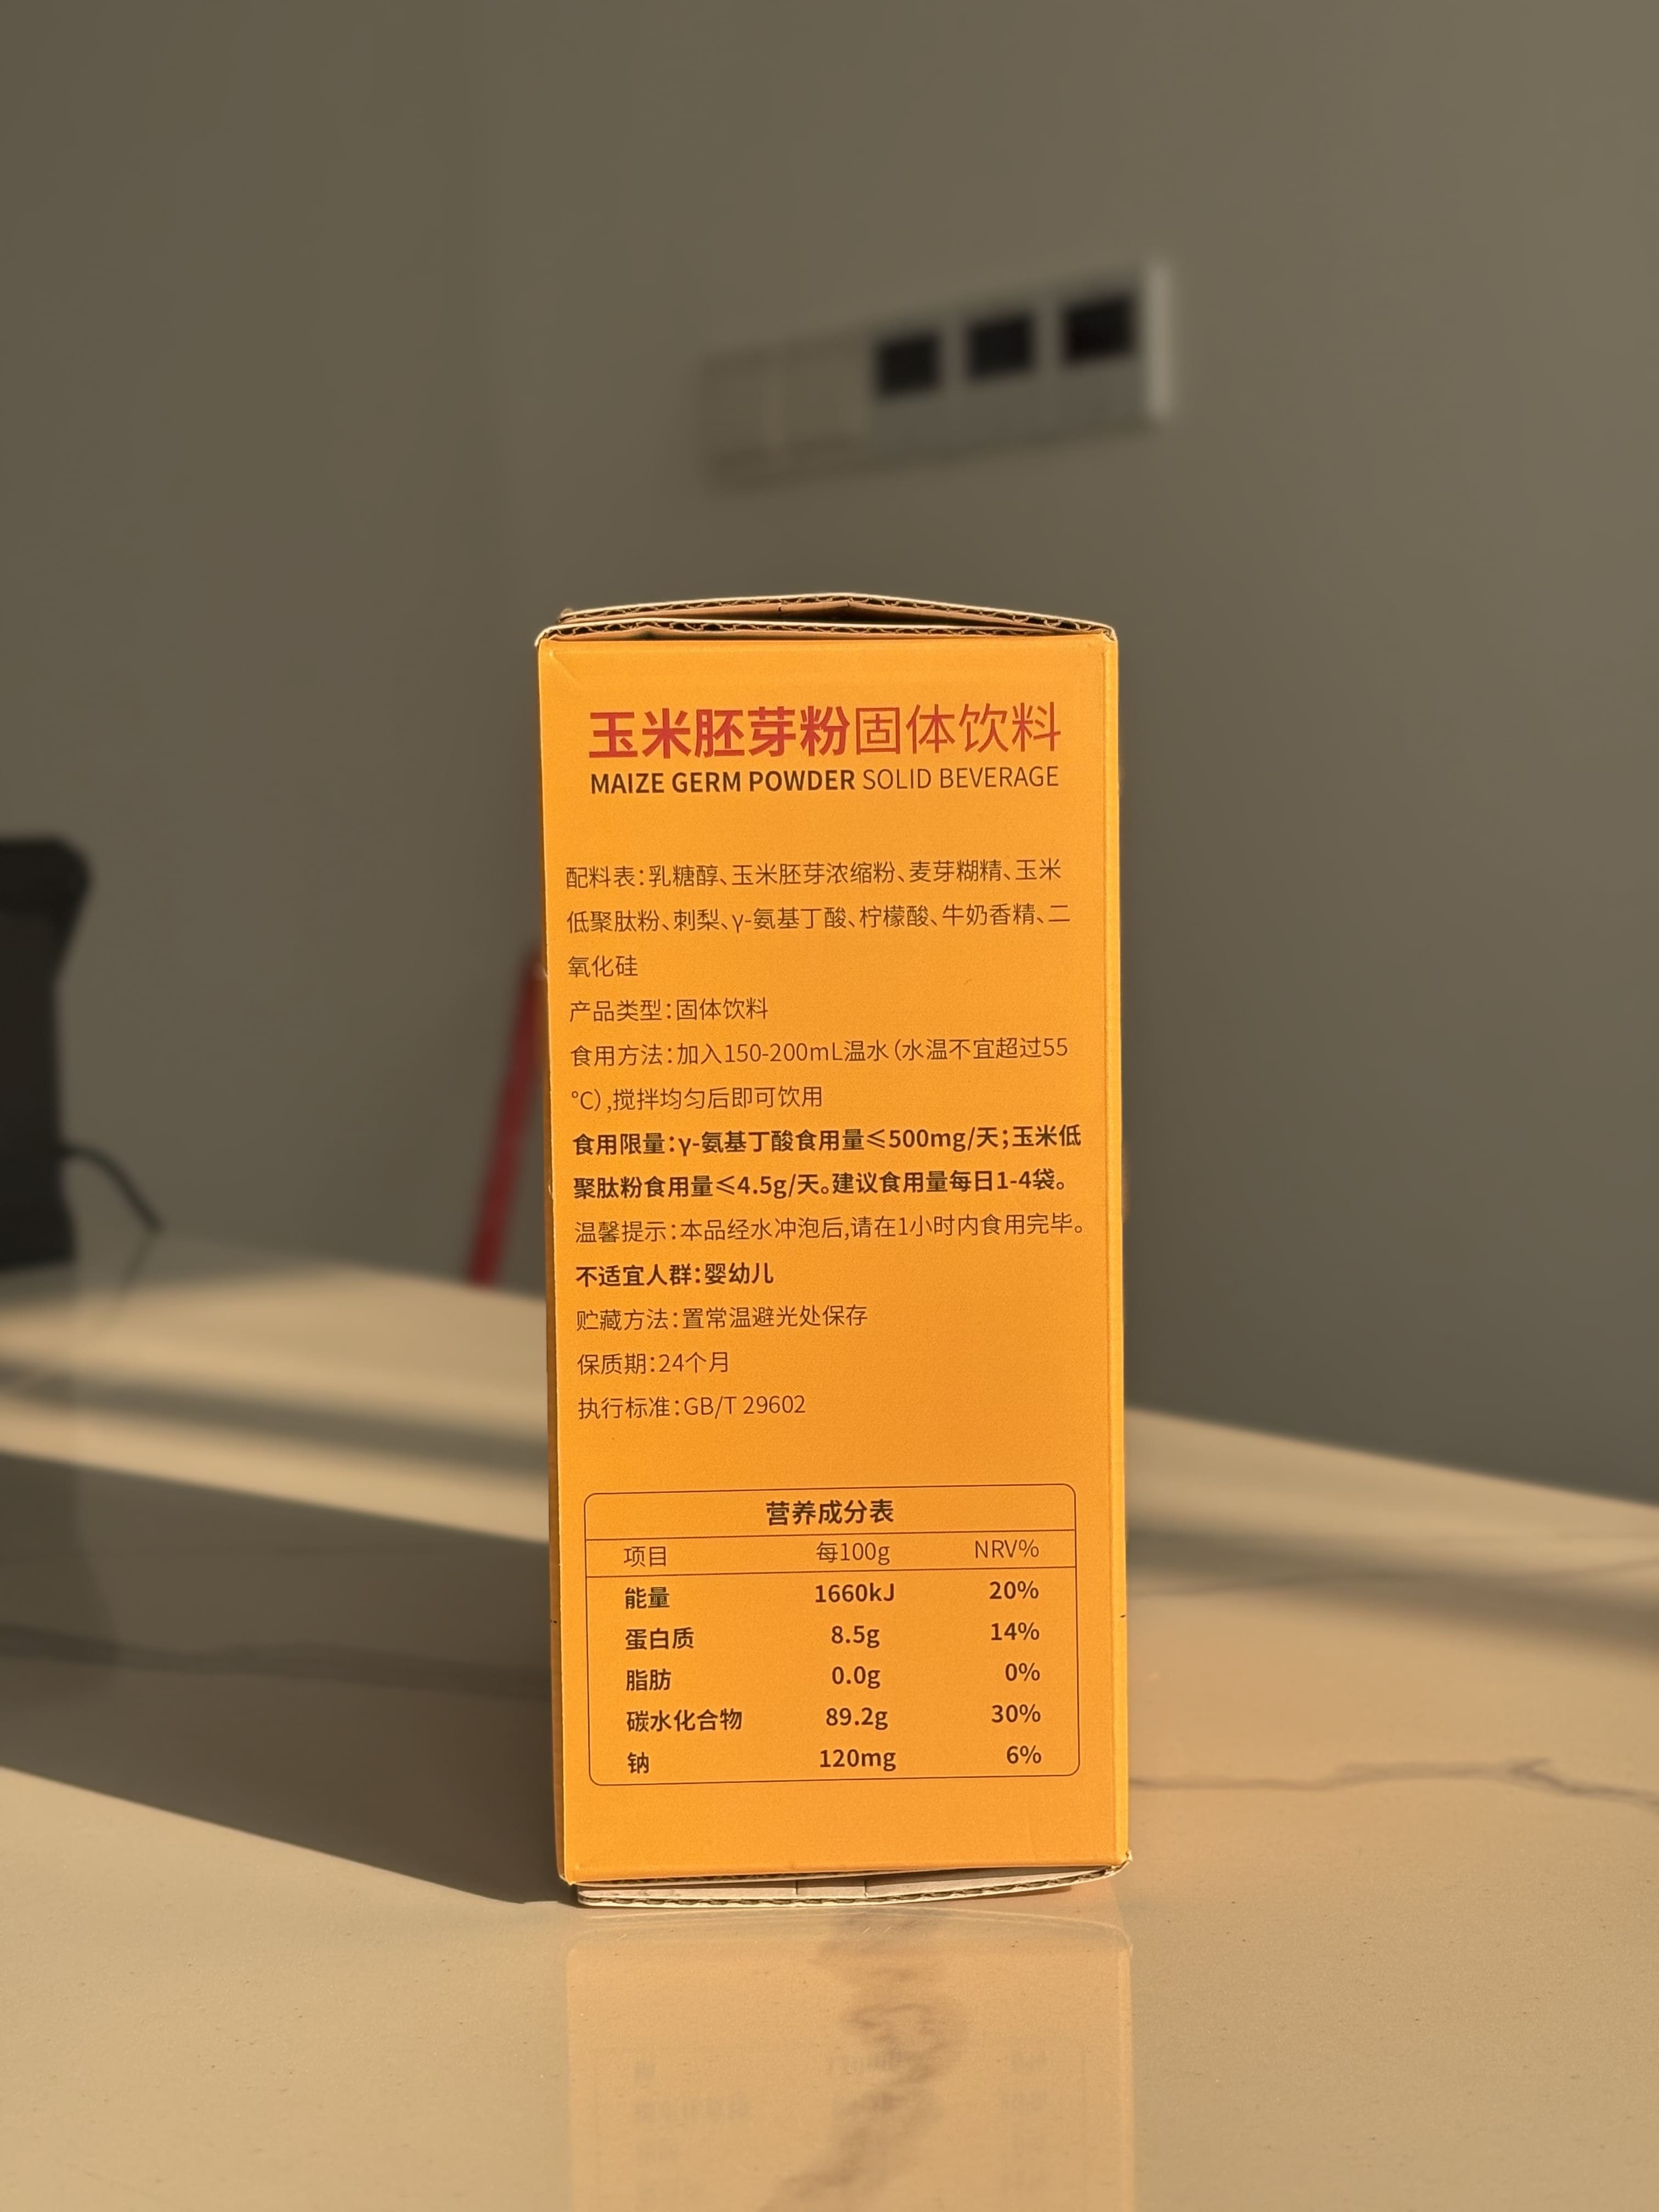 玉米胚芽粉固体饮料
MAIZE GERM POWDER SOLID BEVERAGE
配料表:乳糖醇、玉米胚芽浓缩粉、麦芽糊精、玉米
低聚肽粉、刺梨、γ-氨基丁酸、柠檬酸、牛奶香精、二
氧化硅
产品类型:固体饮料
食用方法:加入150-200mL温水(水温不宜超过55
℃),搅拌均匀后即可饮用
食用限量:γ-氨基丁酸食用量≤500mg/天;玉米低
聚肽粉食用量≤4.5g/天。建议食用量每日1-4袋。
温馨提示:本品经水冲泡后,请在1小时内食用完毕。
不适宜人群:婴幼儿
贮藏方法:置常温避光处保存
保质期:24个月
执行标准:GB/T 29602
营养成分表
项目 每100g NRV%
能量 1660kJ 20%
蛋白质 8.5g 14%
脂肪 0.0g 0%
碳水化合物 89.2g 30%
钠 120mg 6%